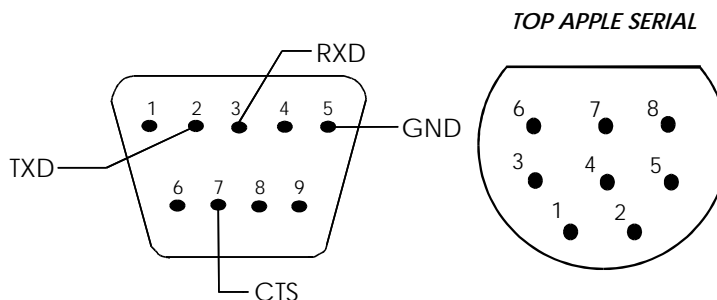 TOP APPLE SERIAL
RXD
1 2 3 4 5
GND
TXD
6 7 8 9
CTS
6 7 8
3 4 5
1 2